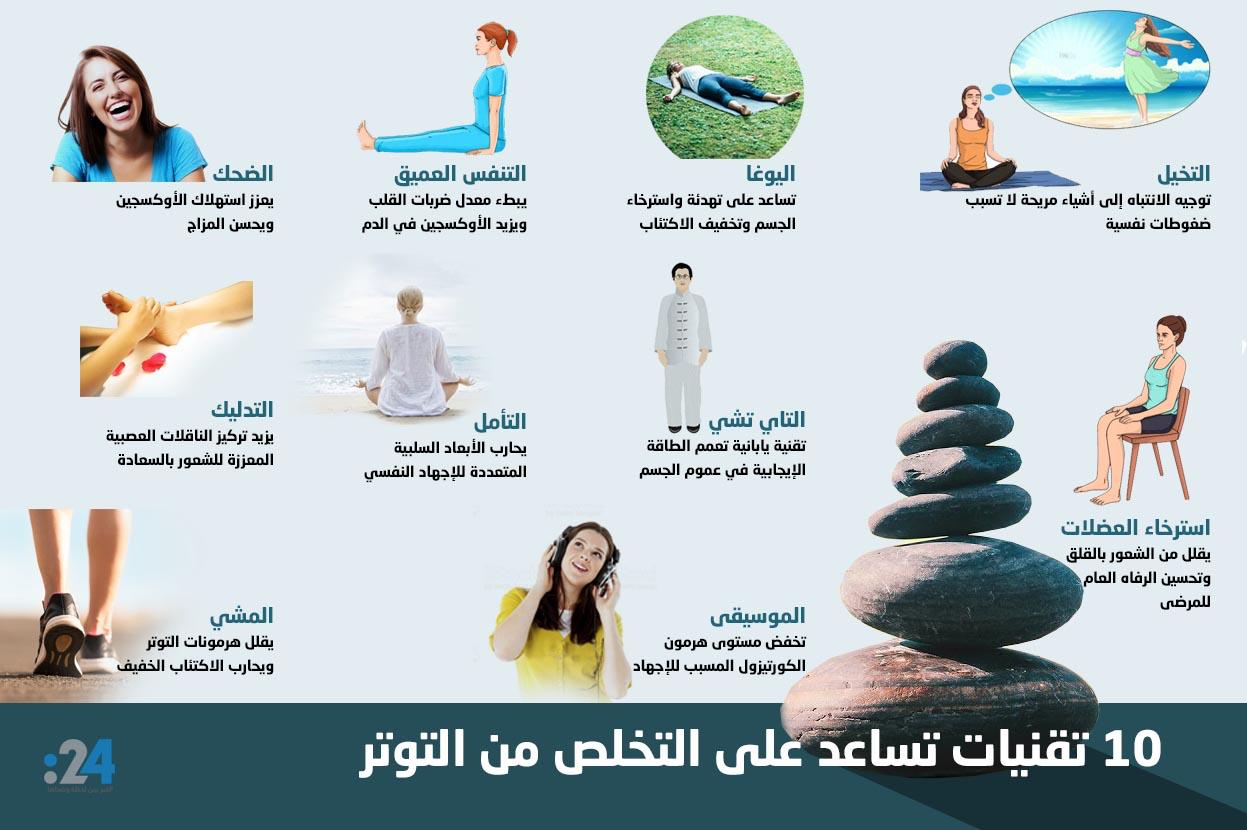 التخيل
توجيه الانتباه إلى أشياء مريحة لا تسبب
ضغوطات نفسية
اليوغا
تساعد على تهدئة واسترخاء
الجسم وتخفيف الاكتئاب
التنفس العميق
يبطء معدل ضربات القلب
ويزيد الأوكسجين في الدم
الضحك
يعزز استهلاك الأوكسجين
ويحسن المزاج
استرخاء العضلات
يقلل من الشعور بالقلق
وتحسين الرفاه العام
للمرضى
التاي تشي
تقنية يابانية تعمم الطاقة
الإيجابية في عموم الجسم
التأمل
يحارب الأبعاد السلبية
المتعددة للإجهاد النفسي
التدليك
يزيد تركيز الناقلات العصبية
المعززة للشعور بالسعادة
الموسيقى
تخفض مستوى هرمون
الكورتيزول المسبب للإجهاد
المشي
يقلل هرمونات التوتر
ويحارب الاكتئاب الخفيف
10 تقنيات تساعد على التخلص من التوتر
24: